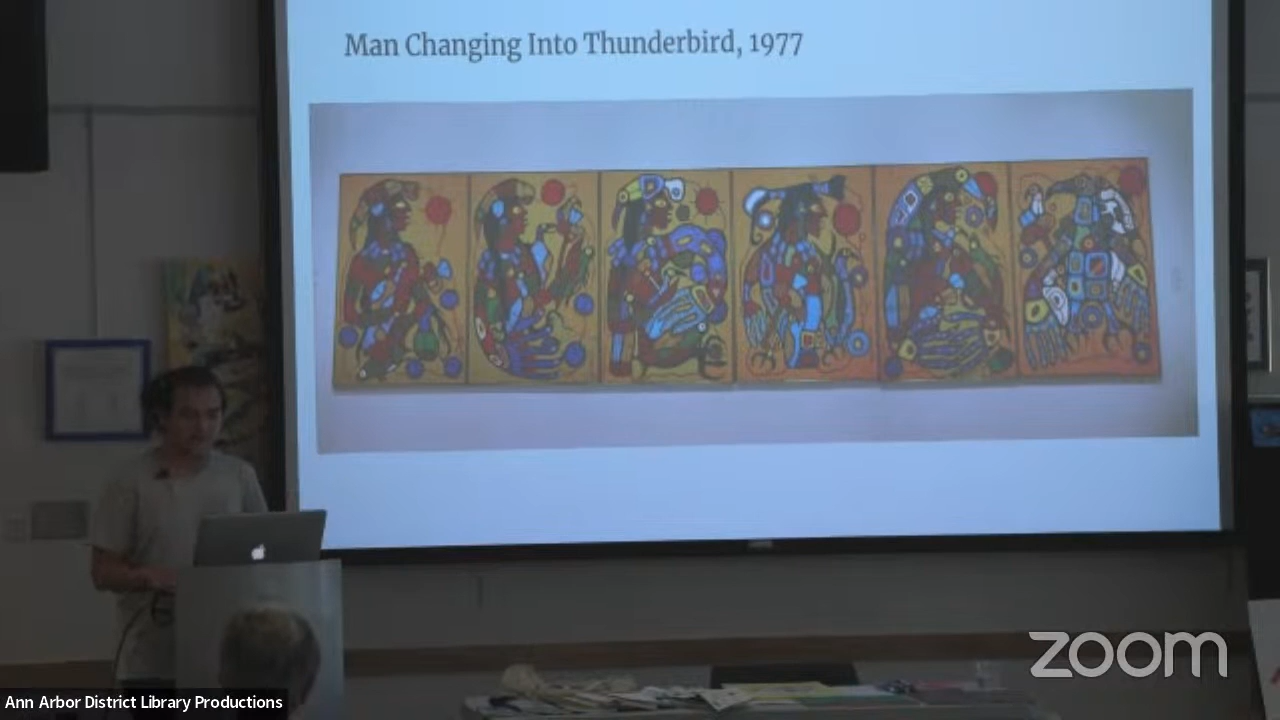 Man Changing Into Thunderbird, 1977
zoom
Ann Arbor District Library Productions